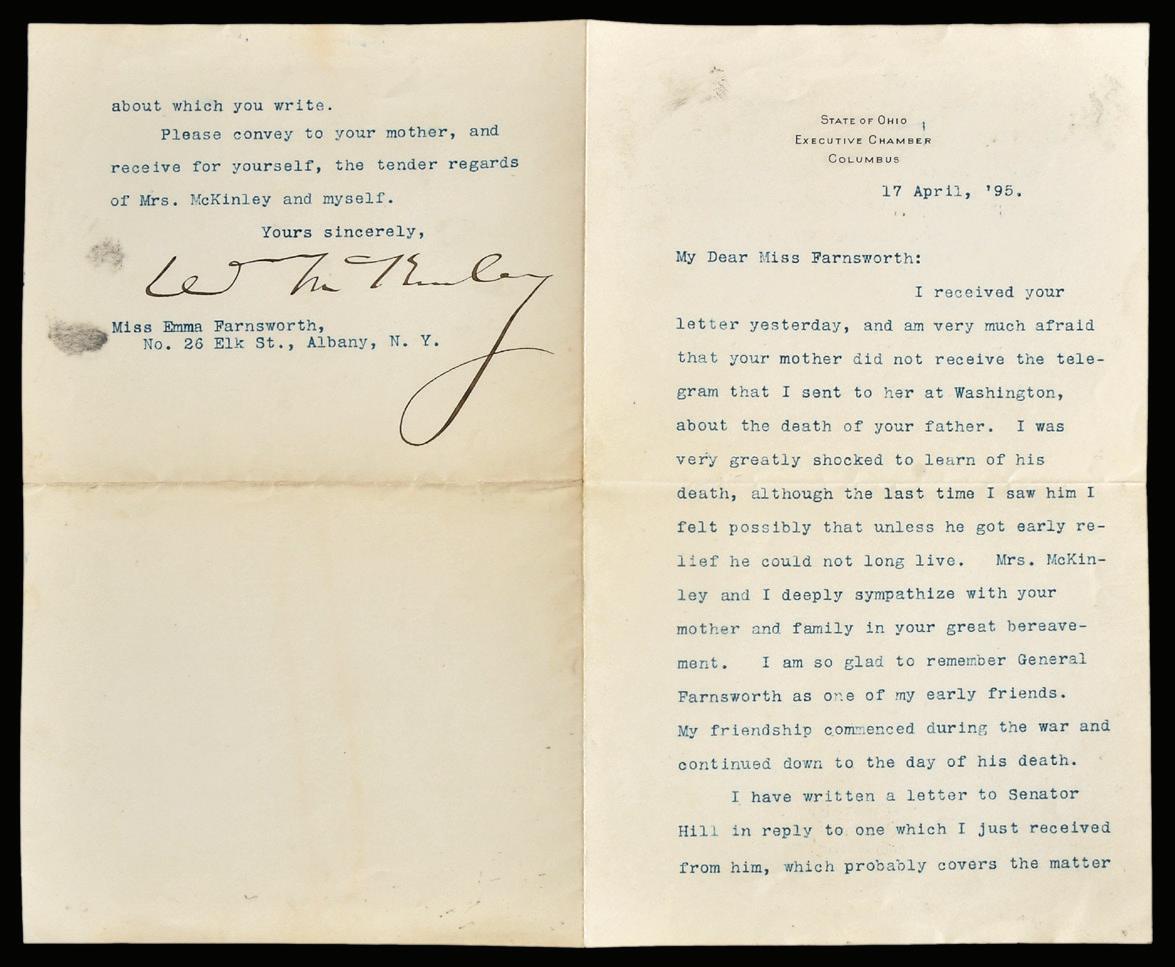 STATE OF OHIO
EXECUTIVE CHAMBER
COLUMBUS
17 April, '95.
My Dear Miss Farnsworth:
I received your
letter yesterday, and am very much afraid
that your mother did not receive the tele-
gram that I sent to her at Washington,
about the death of your father. I was
very greatly shocked to learn of his
death, although the last time I saw him I
felt possibly that unless he got early re-
lief he could not long live. Mrs. McKin-
ley and I deeply sympathize with your
mother and family in your great bereave-
ment. I am so glad to remember General
Farnsworth as one of my early friends.
My friendship commenced during the war and
continued down to the day of his death.
I have written a letter to Senator
Hill in reply to one which I just received
from him, which probably covers the matter
about which you write.
Please convey to your mother, and
receive for yourself, the tender regards
of Mrs. McKinley and myself.
Yours sincerely,
W McKinley
Miss Emma Farnsworth,
No. 26 Elk St., Albany, N. Y.